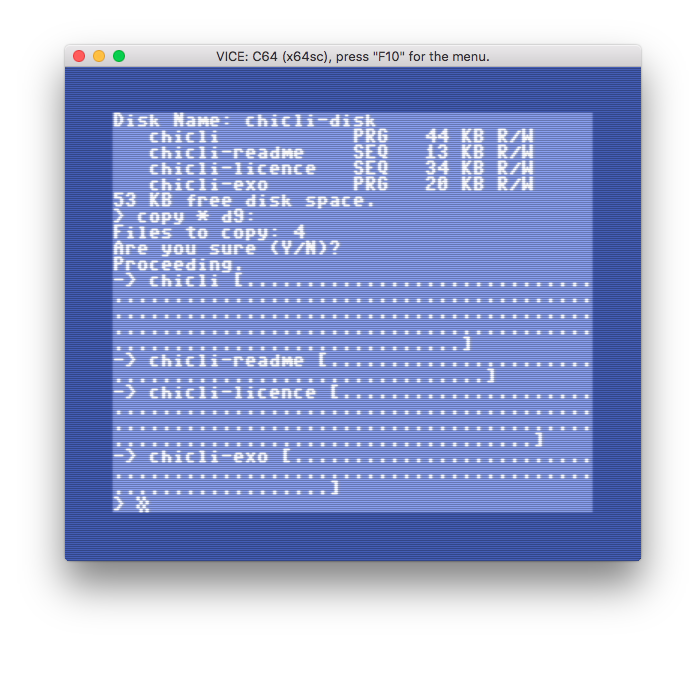 VICE: C64 (x64sc), press "F10" for the menu.
Disk Name: chicli-disk
chicli PRG 44 KB R/W
chicli-readme SEQ 13 KB R/W
chicli-licence SEQ 34 KB R/W
chicli-exo PRG 20 KB R/W
53 KB free disk space.
> copy * d9:
Files to copy: 4
Are you sure (Y/N)?
Proceeding.
-> chicli [.............................
........................................
........................................
........................................
.............................]
-> chicli-readme [......................
...............................]
-> chicli-licence [.....................
........................................
........................................
...................................]
-> chicli-exo [.........................
........................................
..................]
>